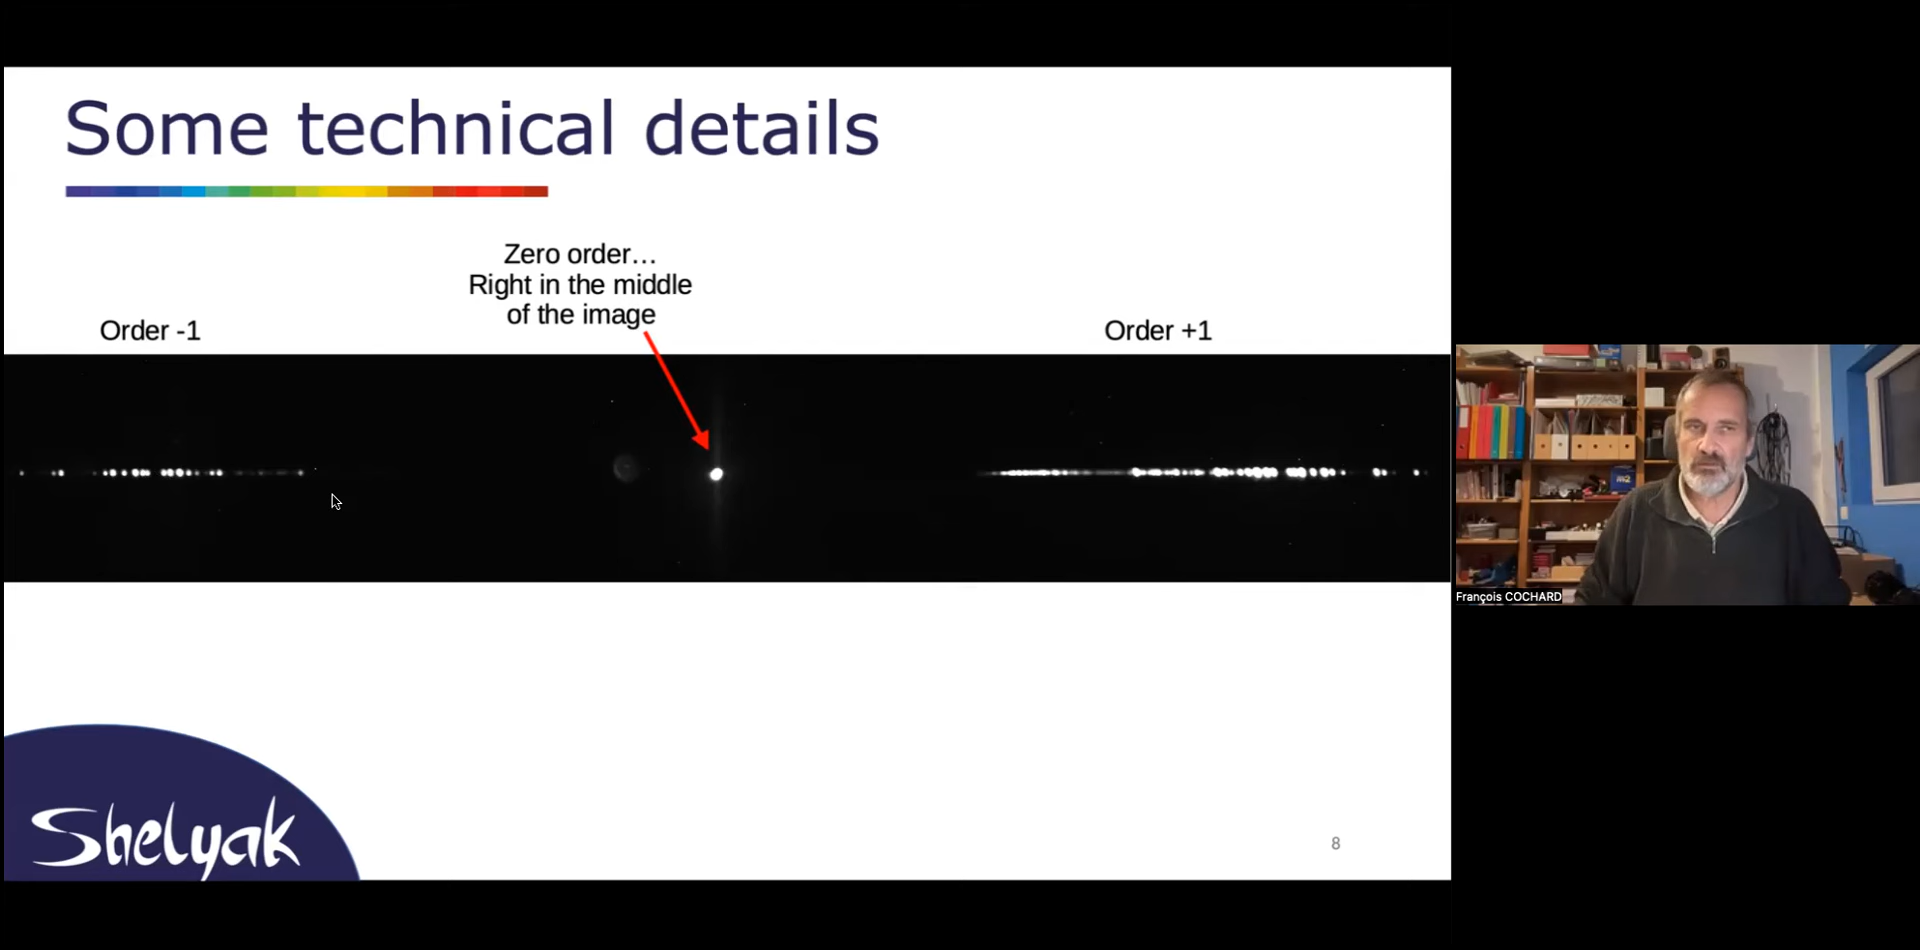 Some technical details
Zero order…
Right in the middle
of the image
Order -1
Order +1
m2
François COCHARD
Shelyak
8